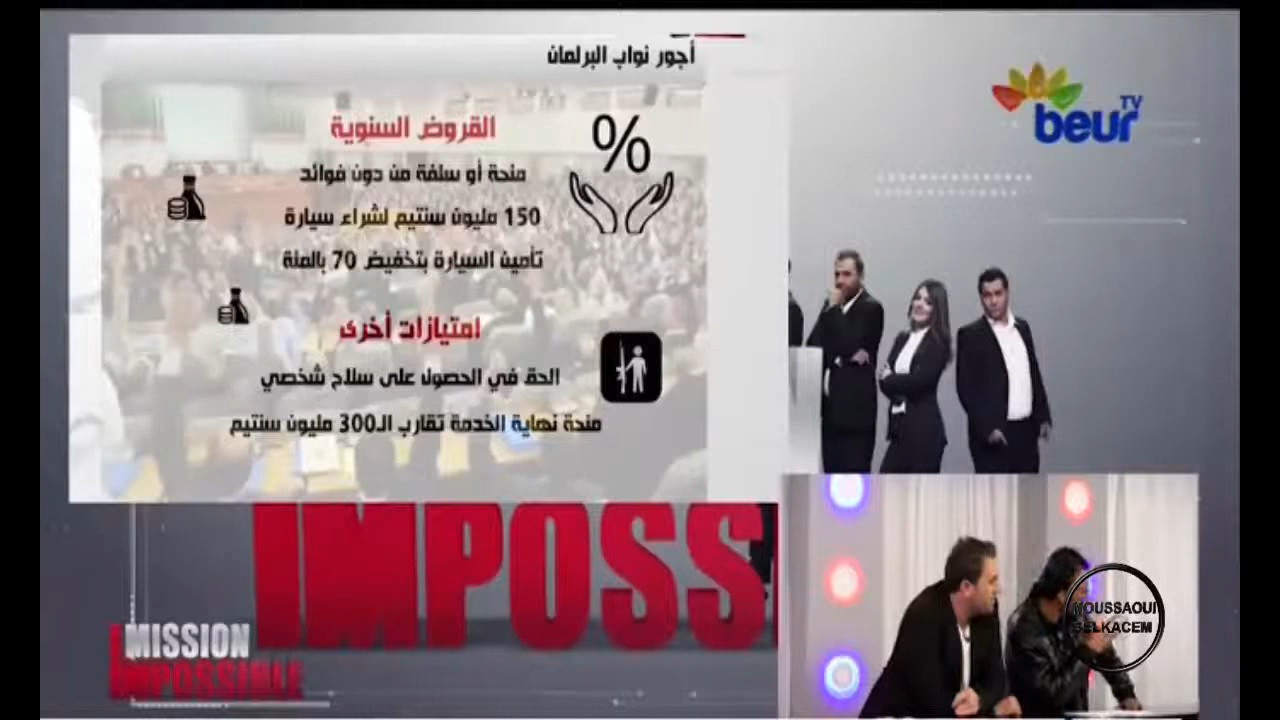 أجور نواب البرلمان
القروض السنوية
%
منحة أو سلفة من دون فوائد
150 مليون سنتيم لشراء سيارة
تأمين السيارة بتخفيض 70 بالمئة
امتيازات أخرى
الحق في الحصول على سلاح شخصي
منحة نهاية الخدمة تقارب الـ300 مليون سنتيم
beur TV
IMPOSS
MISSION
IMPOSSIBLE
MOUSSAOUI
BELKACEM